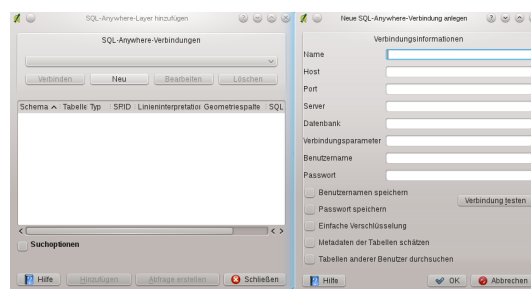 SQL-Anywhere-Layer hinzufügen
SQL-Anywhere-Verbindungen
Verbinden Neu Bearbeiten Löschen
Schema Tabelle Typ SRID Linieninterpretation Geometriespalte SQL
Suchoptionen
Hilfe Hinzufügen Abfrage erstellen Schließen
Neue SQL-Anywhere-Verbindung anlegen
Verbindungsinformationen
Name
Host
Port
Server
Datenbank
Verbindungsparameter
Benutzername
Passwort
Benutzernamen speichern
Verbindung testen
Passwort speichern
Einfache Verschlüsselung
Metadaten der Tabellen schätzen
Tabellen anderer Benutzer durchsuchen
Hilfe OK Abbrechen